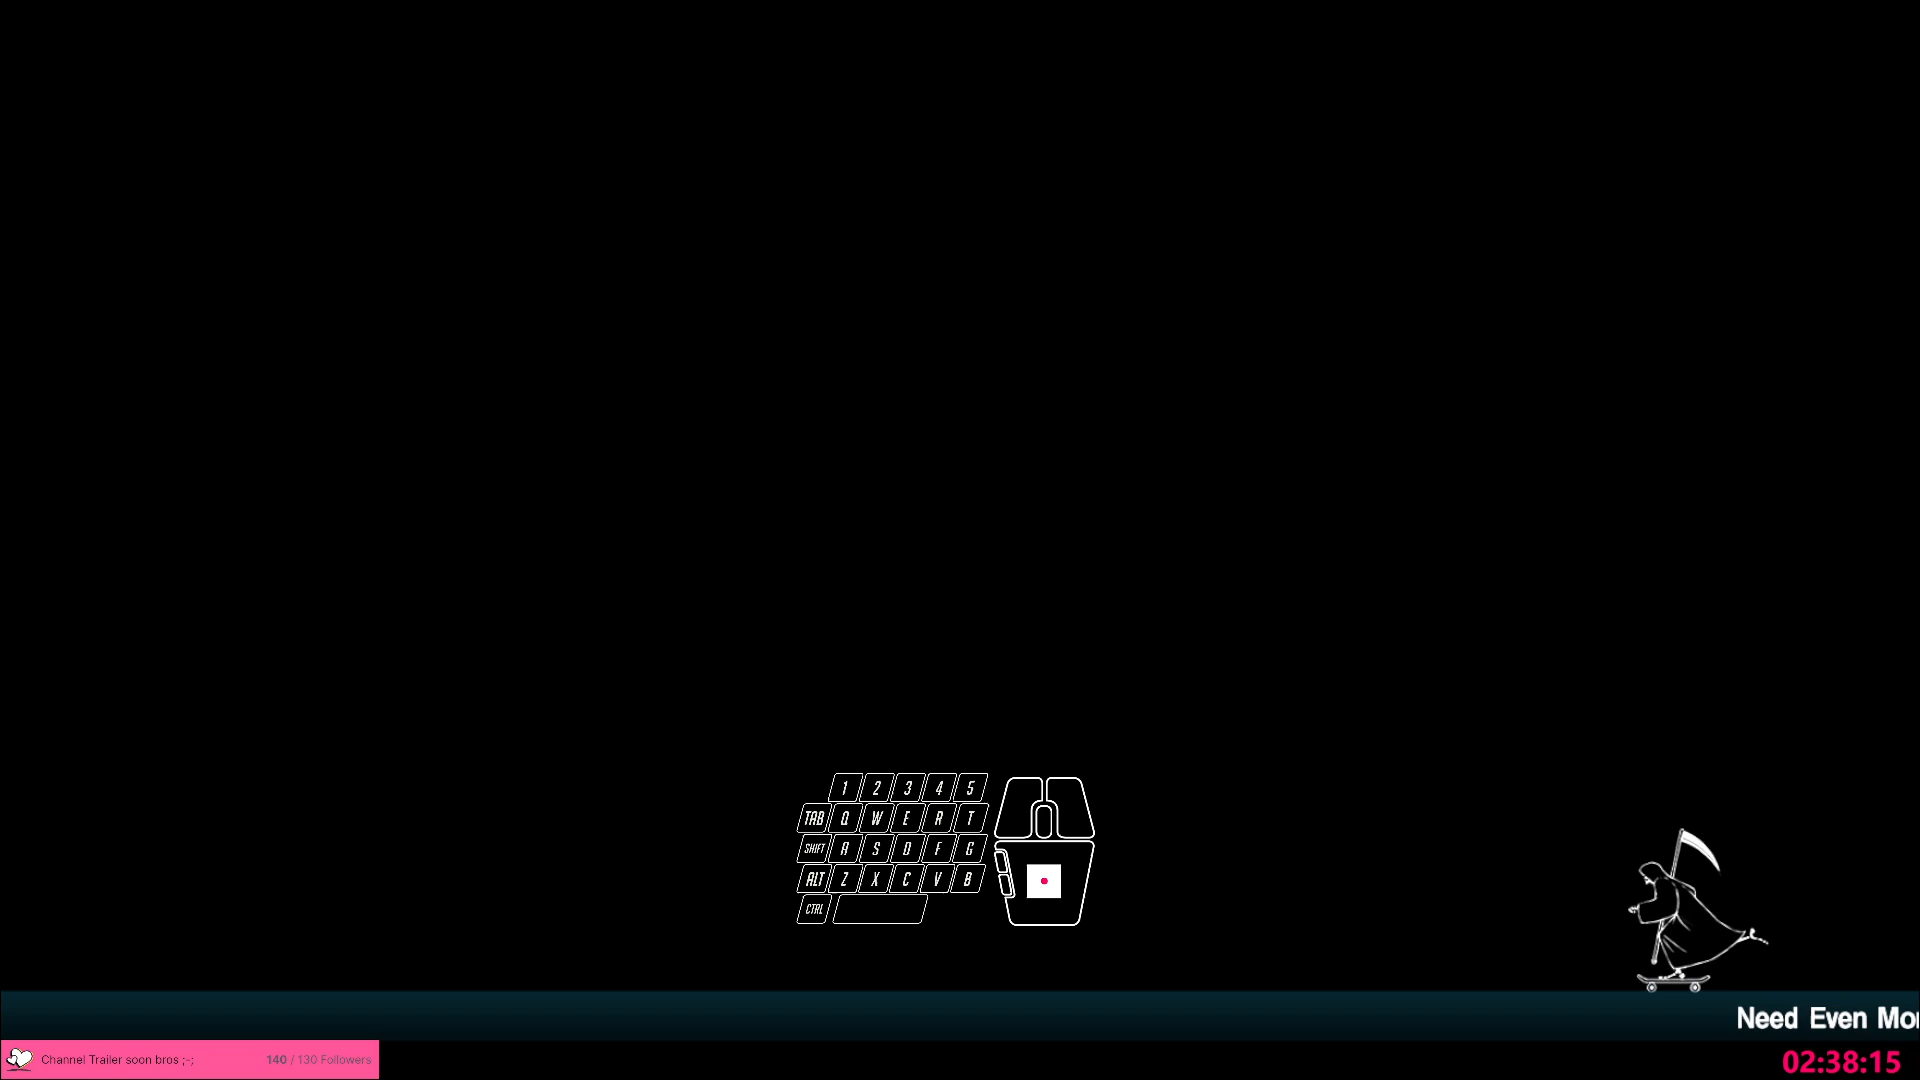 1 2 3 4 5
TAB Q W E R T
SHIFT A S D F G
ALT Z X C V B
CTRL
Need Even
Channel Trailer soon bros ;-; 140 / 130 Followers
02:38:15